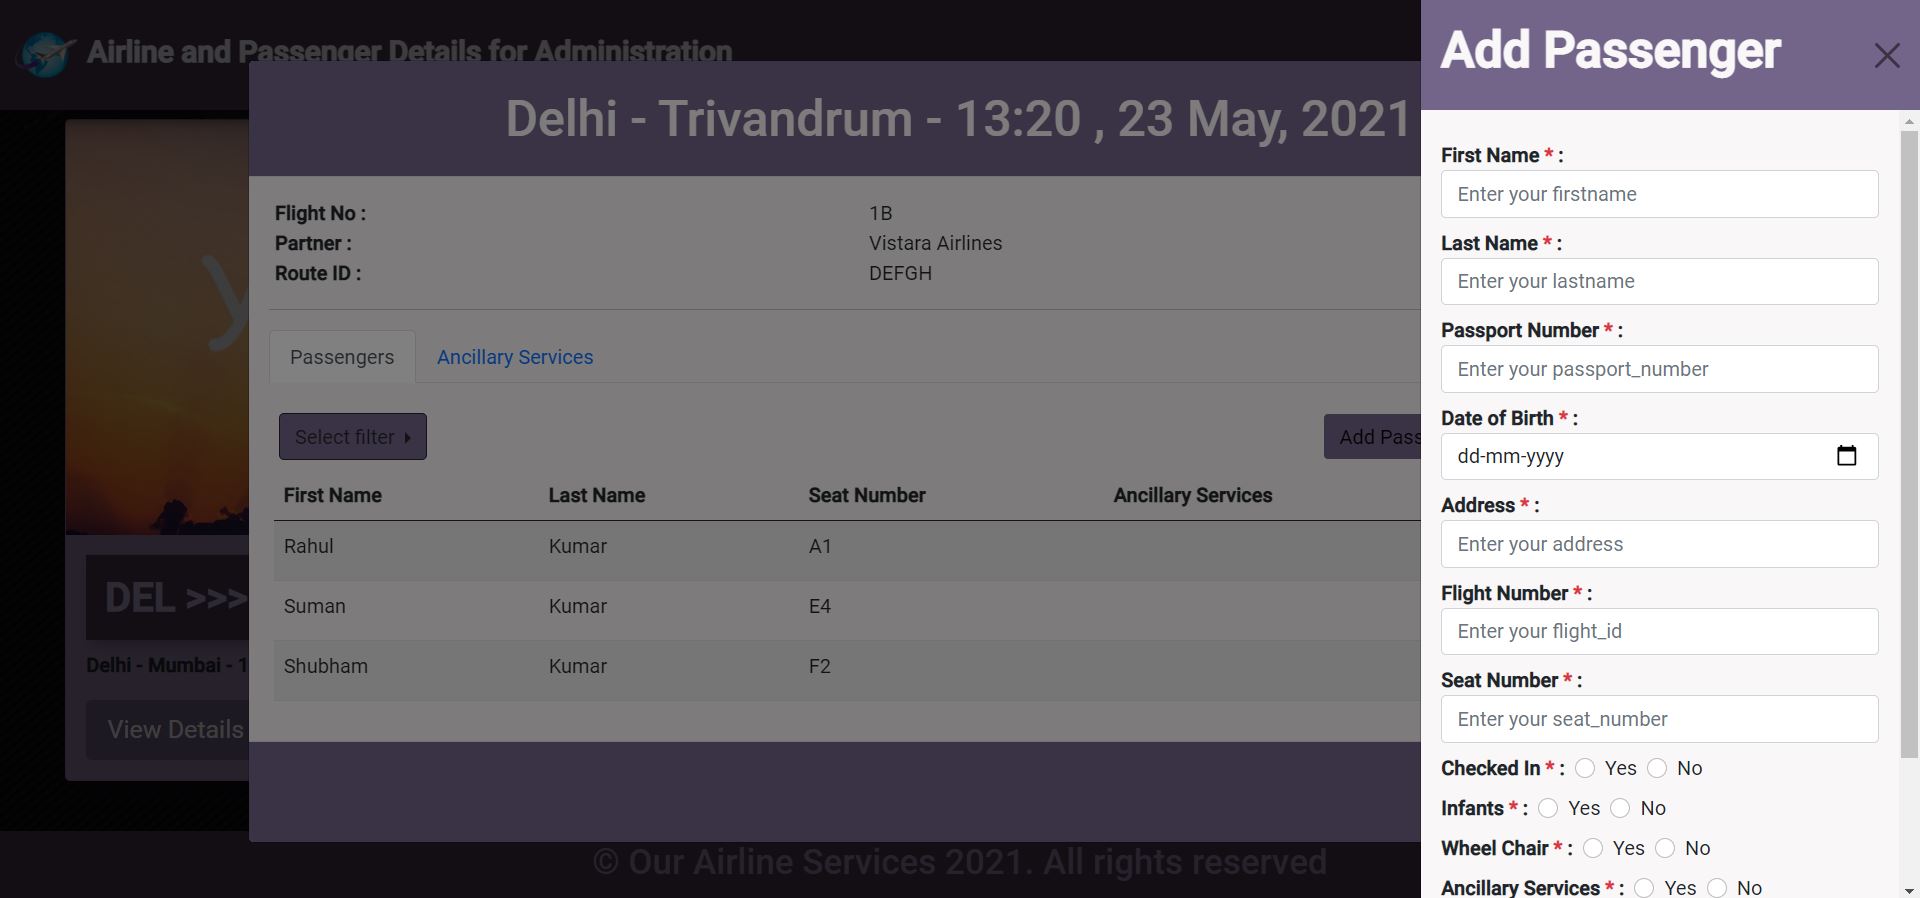 Airline and Passenger Details for Administration
Delhi - Trivandrum - 13:20 , 23 May, 2021
Flight No : 1B
Partner : Vistara Airlines
Route ID : DEFGH
Passengers Ancillary Services
Select filter Add Pass
First Name Last Name Seat Number Ancillary Services
Rahul Kumar A1
Suman Kumar E4
Shubham Kumar F2
DEL >>>
Delhi - Mumbai - 1
View Details
© Our Airline Services 2021. All rights reserved
Add Passenger
First Name * :
Enter your firstname
Last Name * :
Enter your lastname
Passport Number * :
Enter your passport_number
Date of Birth * :
dd-mm-yyyy
Address * :
Enter your address
Flight Number * :
Enter your flight_id
Seat Number * :
Enter your seat_number
Checked In * : Yes No
Infants * : Yes No
Wheel Chair * : Yes No
Ancillary Services * : Yes No